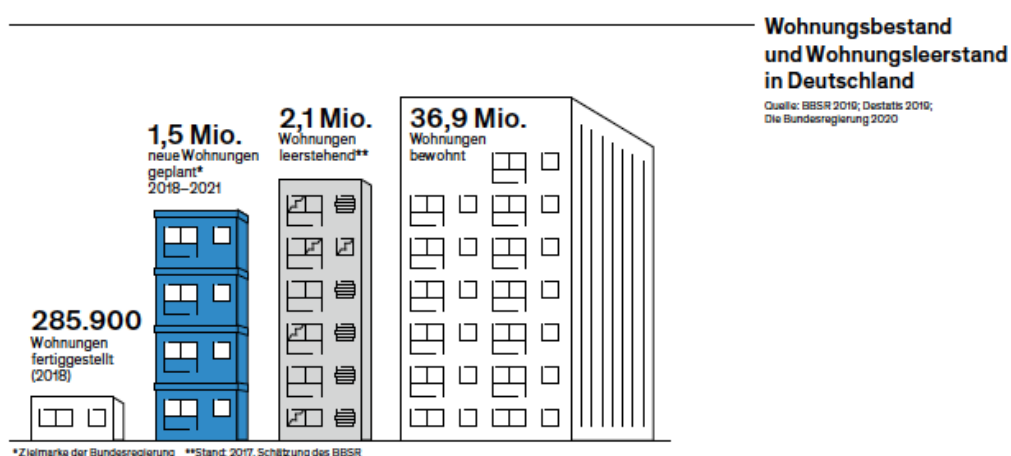 Wohnungsbestand
und Wohnungsleerstand
in Deutschland
Quelle: BBSR 2019; Destatis 2019;
Die Bundesregierung 2020
285.900
Wohnungen
fertiggestellt
(2018)
1,5 Mio.
neue Wohnungen
geplant*
2018–2021
2,1 Mio.
Wohnungen
leerstehend**
36,9 Mio.
Wohnungen
bewohnt
*Zielmarke der Bundesregierung **Stand: 2017, Schätzung des BBSR